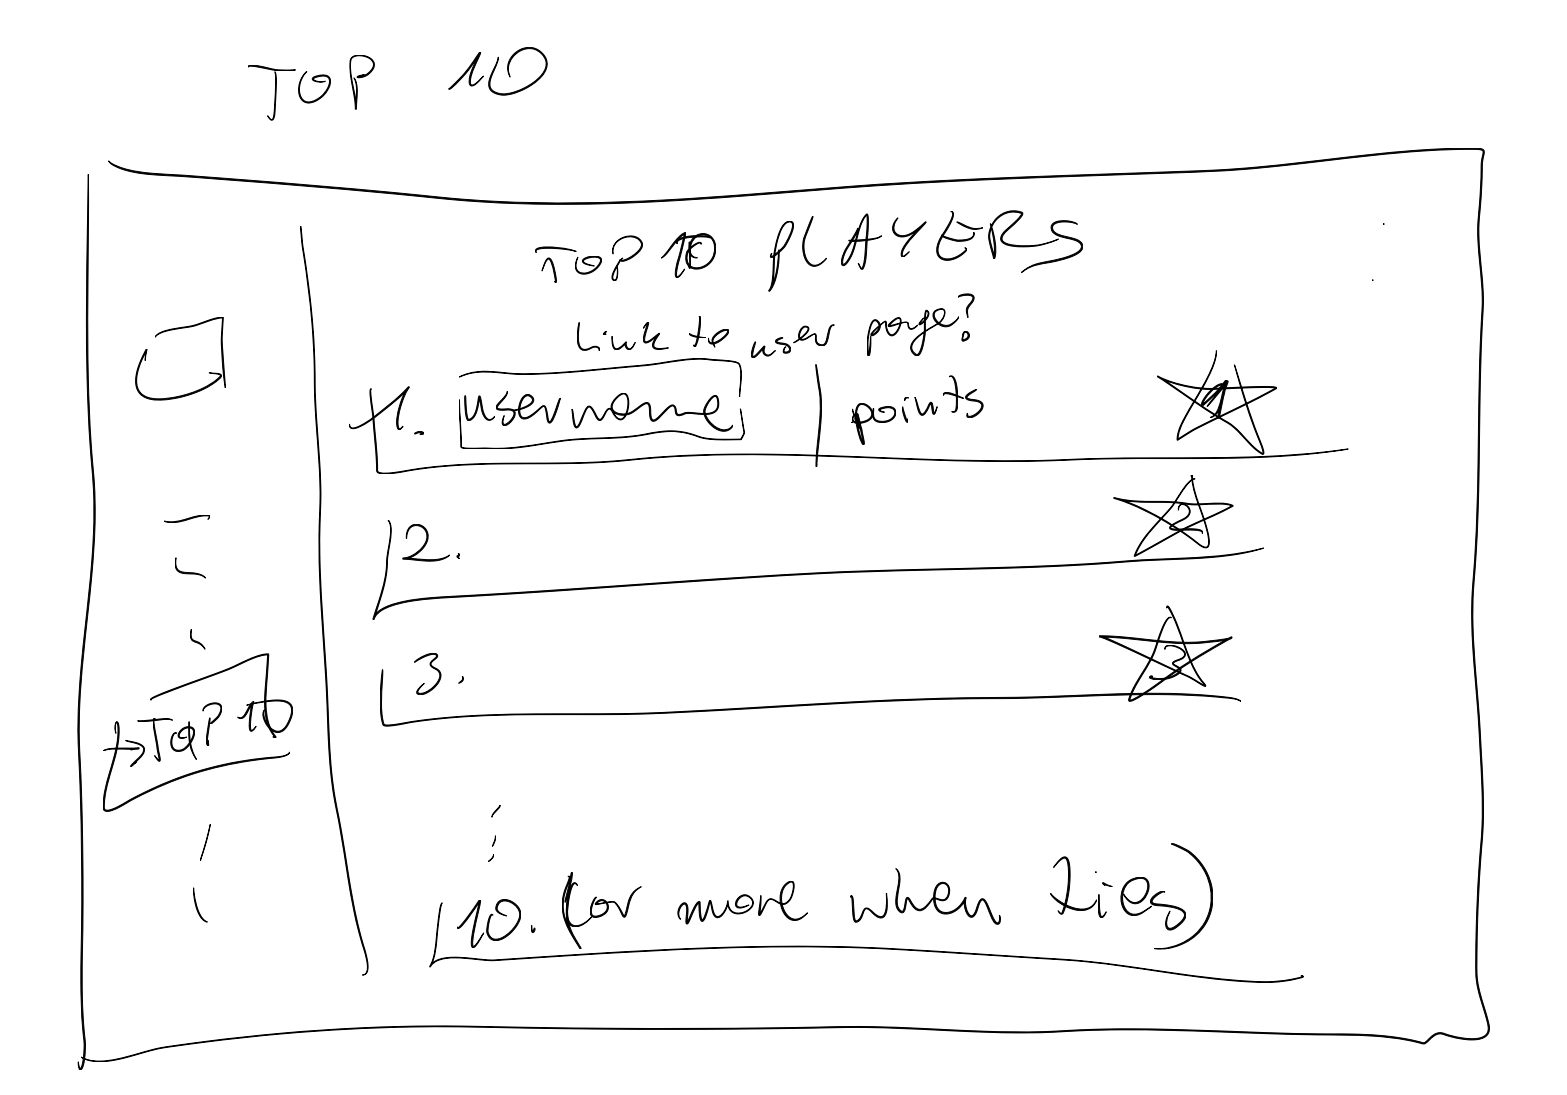 TOP 10
TOP 10 PLAYERS
Link to user page?
1. username | points 1
2. 2
3. 3
→TOP 10
10. (or more when ties)